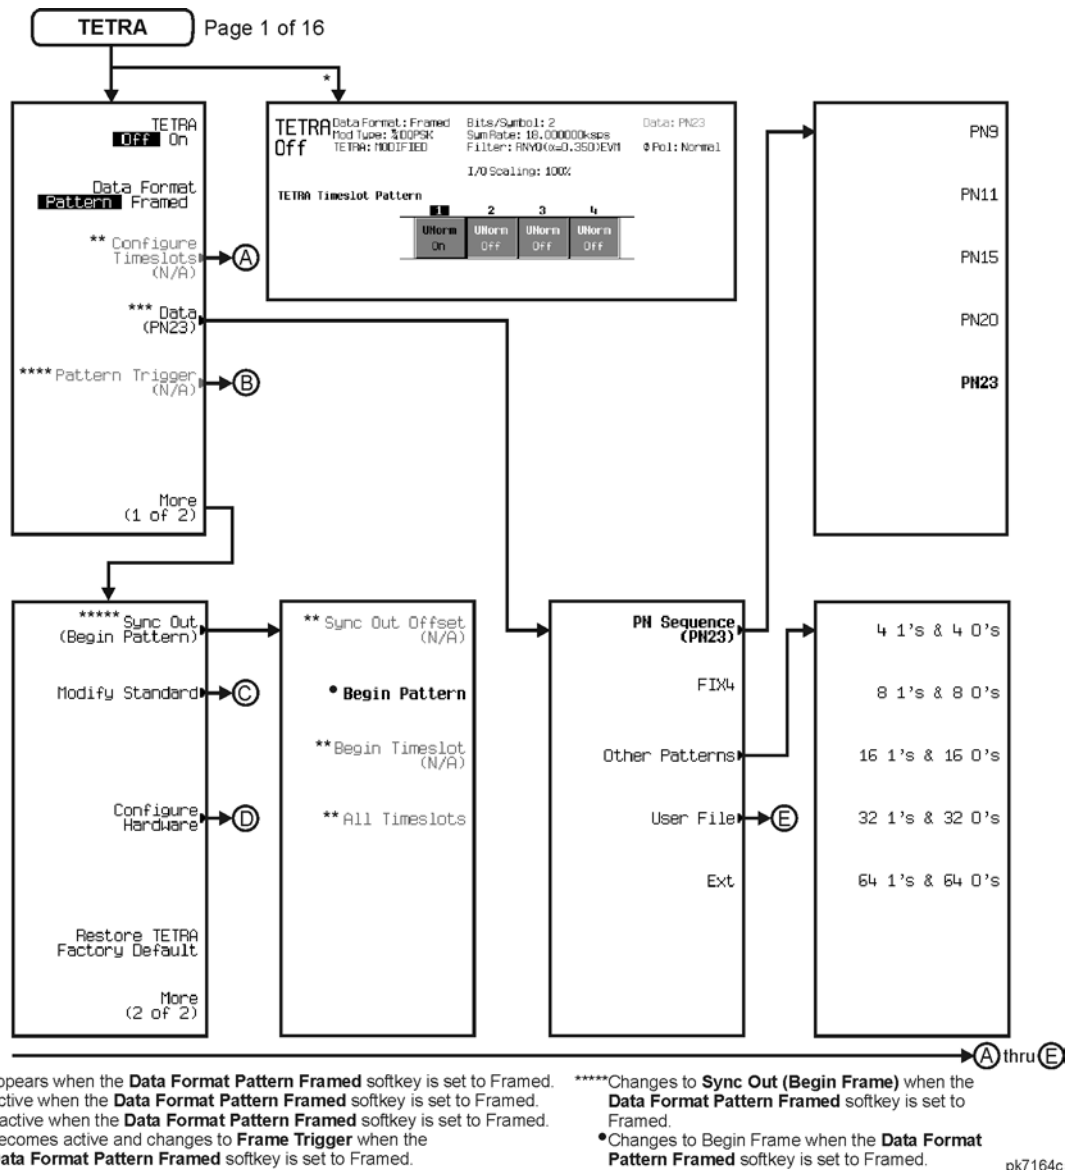 TETRA Page 1 of 16
*
TETRA
Off On
Data Format
Pattern Framed
** Configure
Timeslots
(N/A)
A
*** Data
(PN23)
**** Pattern Trigger
(N/A)
B
More
(1 of 2)
TETRA
Off
Data Format: Framed
Mod Type: π/4DQPSK
TETRA: MODIFIED
Bits/Symbol: 2
Sym Rate: 18.000000ksps
Filter: RNYQ(α=0.350)EVM
I/Q Scaling: 100%
Data: PN23
Φ Pol: Normal
TETRA Timeslot Pattern
1 2 3 4
UNorm UNorm UNorm UNorm
On Off Off Off
PN9
PN11
PN15
PN20
PN23
***** Sync Out
(Begin Pattern)
Modify Standard
C
Configure
Hardware
D
Restore TETRA
Factory Default
More
(2 of 2)
** Sync Out Offset
(N/A)
• Begin Pattern
** Begin Timeslot
(N/A)
** All Timeslots
PN Sequence
(PN23)
FIX4
Other Patterns
User File
E
Ext
4 1's & 4 0's
8 1's & 8 0's
16 1's & 16 0's
32 1's & 32 0's
64 1's & 64 0's
A thru E
ppears when the Data Format Pattern Framed softkey is set to Framed.
ctive when the Data Format Pattern Framed softkey is set to Framed.
active when the Data Format Pattern Framed softkey is set to Framed.
ecomes active and changes to Frame Trigger when the
ata Format Pattern Framed softkey is set to Framed.
*****Changes to Sync Out (Begin Frame) when the
Data Format Pattern Framed softkey is set to
Framed.
•Changes to Begin Frame when the Data Format
Pattern Framed softkey is set to Framed.
pk7164c